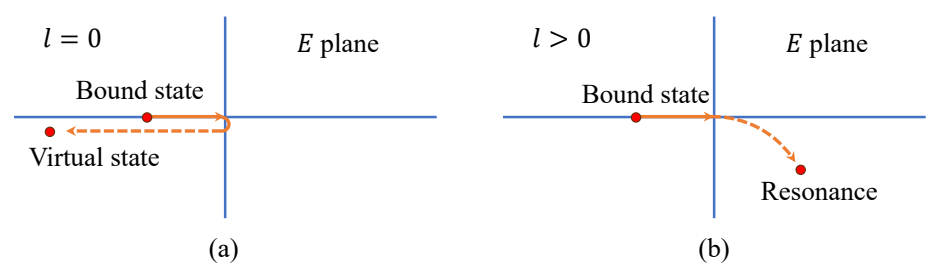 l = 0
E plane
Bound state
Virtual state
(a)
l > 0
E plane
Bound state
Resonance
(b)